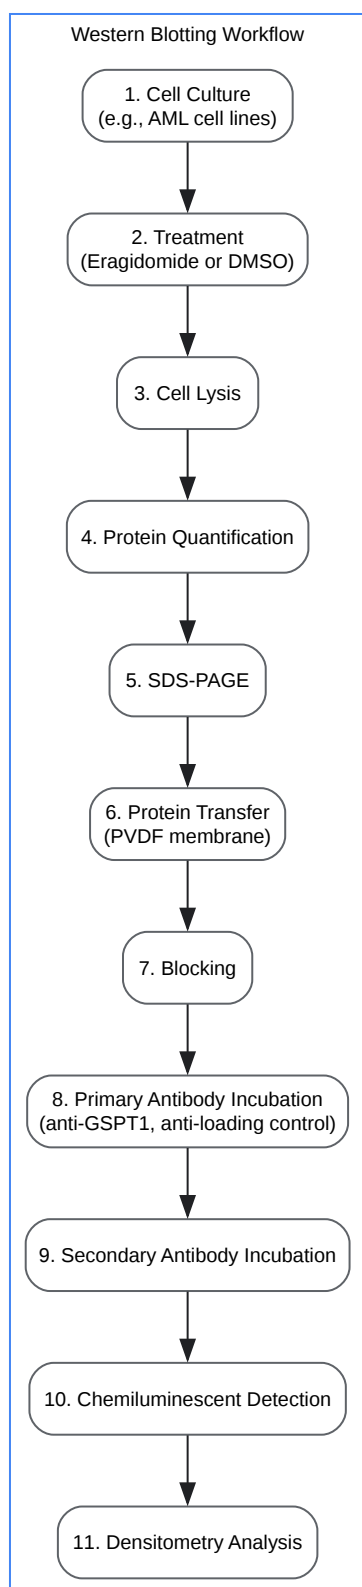 Western Blotting Workflow
1. Cell Culture
(e.g., AML cell lines)
2. Treatment
(Eragidomide or DMSO)
3. Cell Lysis
4. Protein Quantification
5. SDS-PAGE
6. Protein Transfer
(PVDF membrane)
7. Blocking
8. Primary Antibody Incubation
(anti-GSPT1, anti-loading control)
9. Secondary Antibody Incubation
10. Chemiluminescent Detection
11. Densitometry Analysis